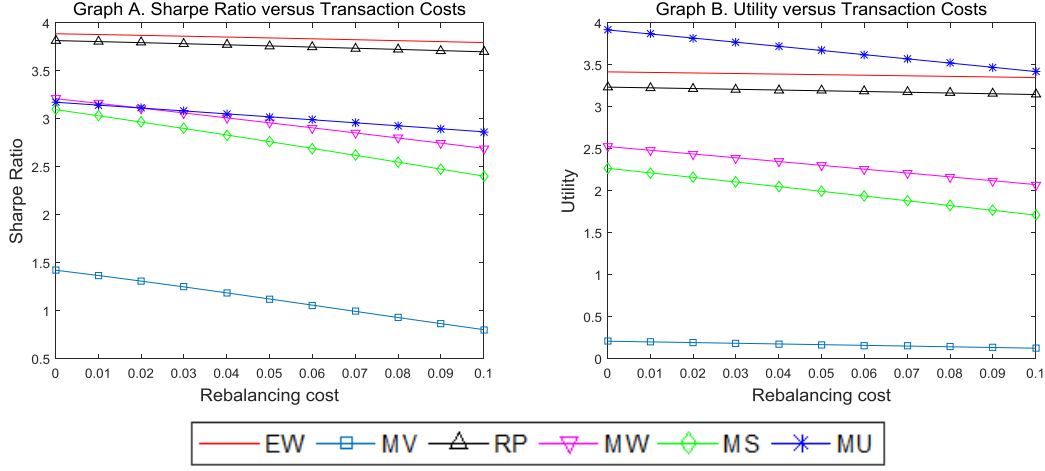 Graph A. Sharpe Ratio versus Transaction Costs
4
3.5
3
2.5
2
1.5
1
0.5
Sharpe Ratio
0 0.01 0.02 0.03 0.04 0.05 0.06 0.07 0.08 0.09 0.1
Rebalancing cost
Graph B. Utility versus Transaction Costs
4
3.5
3
2.5
2
1.5
1
0.5
0
Utility
0 0.01 0.02 0.03 0.04 0.05 0.06 0.07 0.08 0.09 0.1
Rebalancing cost
EW MV RP MW MS MU